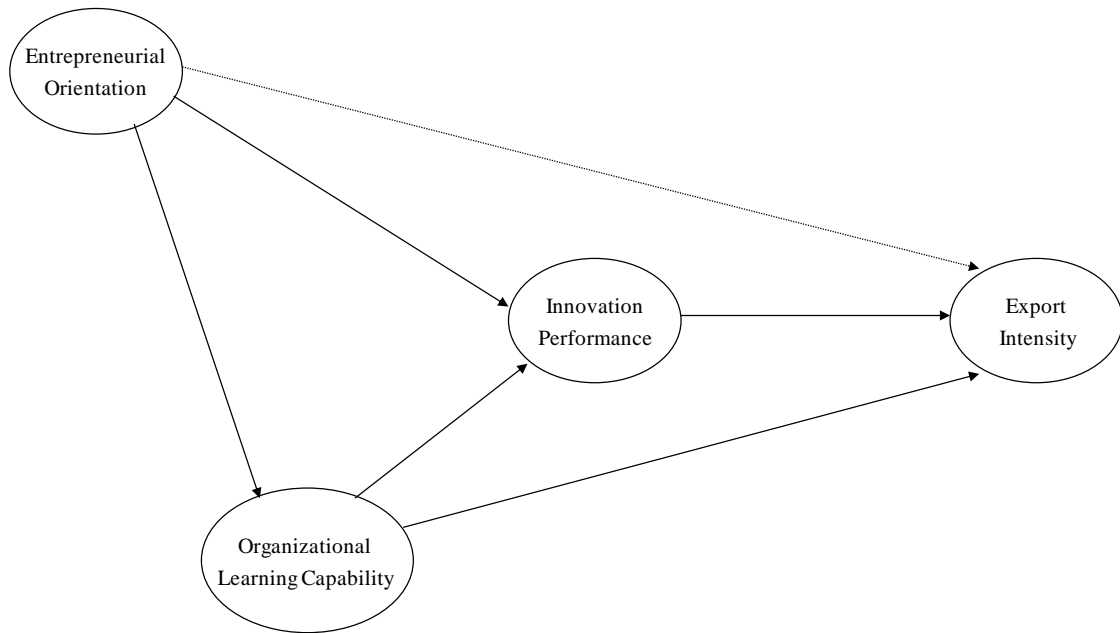 Entrepreneurial
Orientation
Innovation
Performance
Export
Intensity
Organizational
Learning Capability